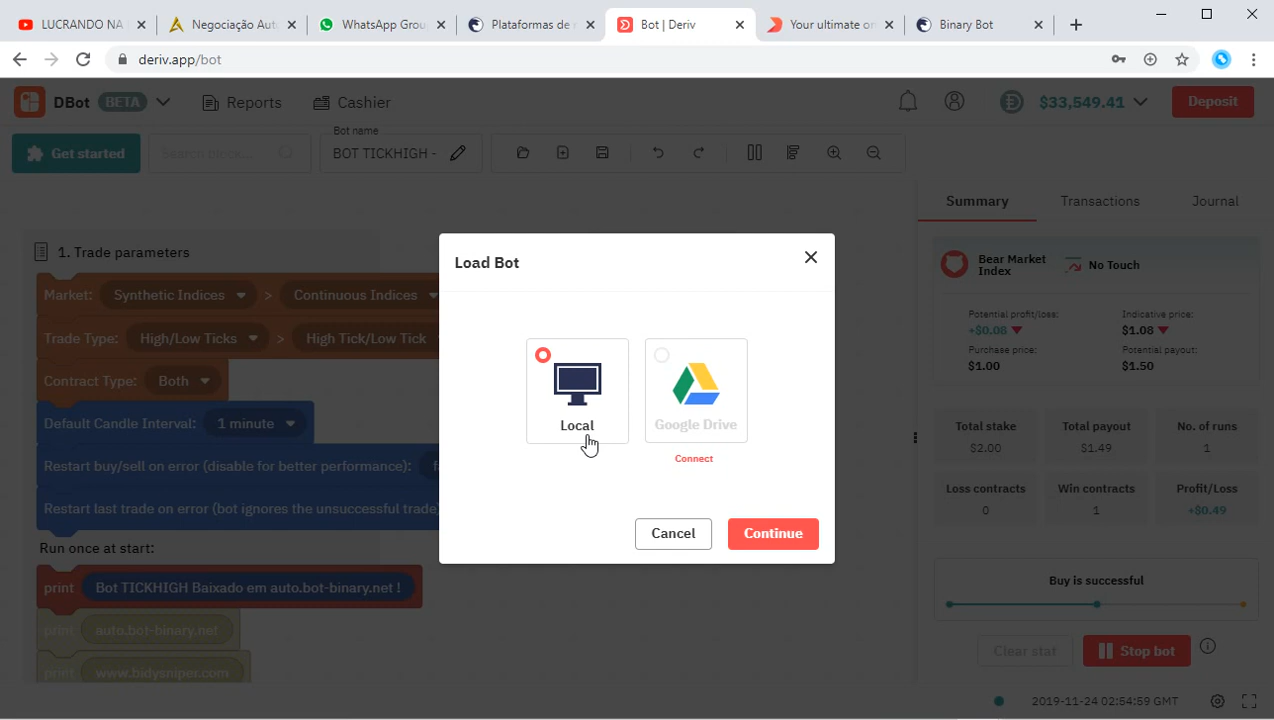 LUCRANDO NA
Negociação Auto
WhatsApp Grou
Plataformas de
Bot | Deriv
Your ultimate on
Binary Bot
deriv.app/bot
DBot BETA
Reports
Cashier
$33,549.41
Deposit
Get started
Search block...
Bot name
BOT TICKHIGH -
Summary
Transactions
Journal
Load Bot
1. Trade parameters
Market: Synthetic Indices > Continuous Indices
Trade Type: High/Low Ticks > High Tick/Low Tick
Contract Type: Both
Default Candle Interval: 1 minute
Restart buy/sell on error (disable for better performance):
Restart last trade on error (bot ignores the unsuccessful trade)
Run once at start:
print Bot TICKHIGH Baixado em auto.bot-binary.net !
print auto.bot-binary.net
print www.bidysniper.com
Local
Google Drive
Connect
Cancel
Continue
Bear Market
Index
No Touch
Potential profit/loss:
+$0.08
Indicative price:
$1.08
Purchase price:
$1.00
Potential payout:
$1.50
Total stake
$2.00
Total payout
$1.49
No. of runs
1
Loss contracts
0
Win contracts
1
Profit/Loss
+$0.49
Buy is successful
Clear stat
Stop bot
2019-11-24 02:54:59 GMT